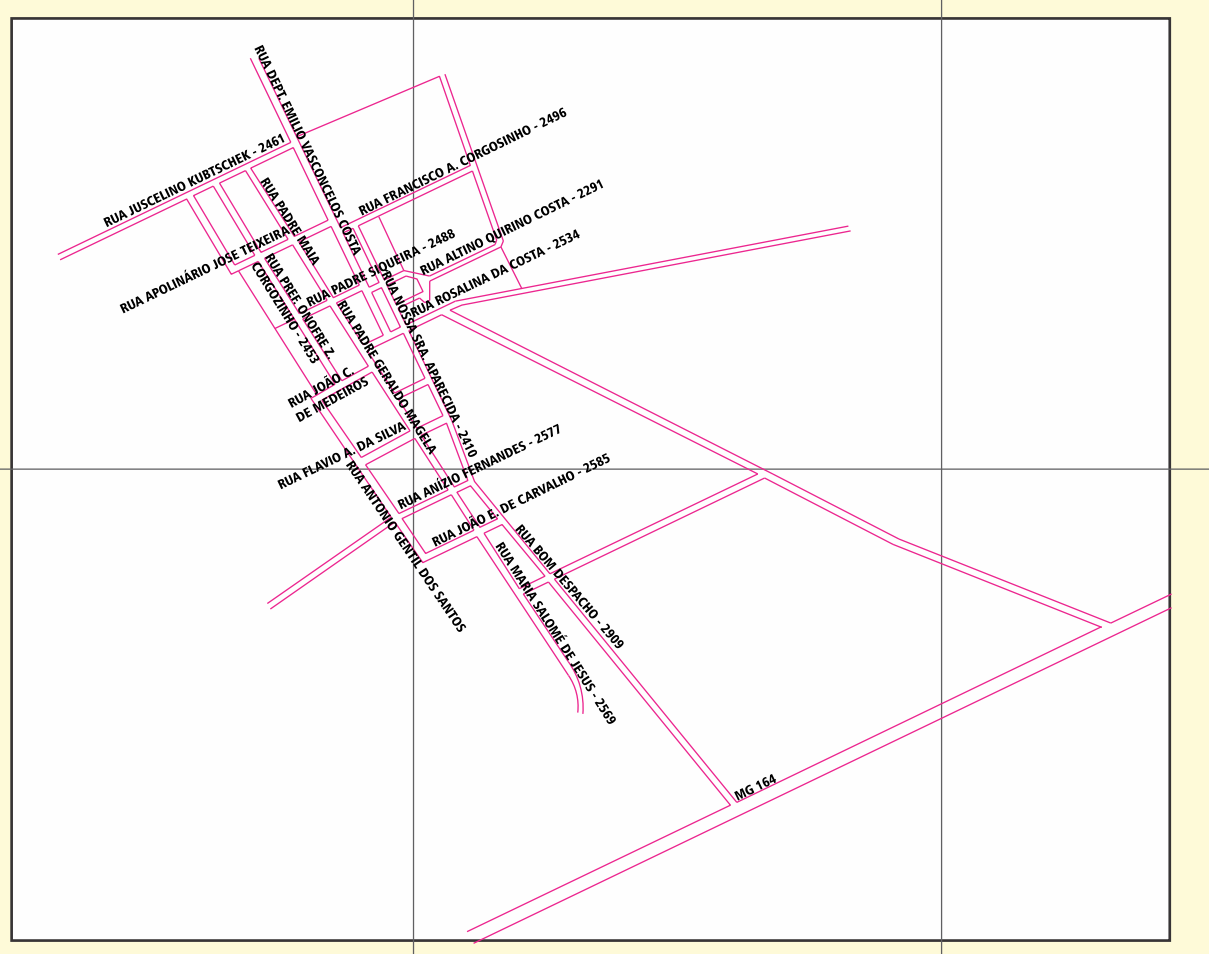 RUA DEPT. EMILIO VASCONCELOS COSTA
RUA JUSCELINO KUBTSCHEK - 2461
RUA FRANCISCO A. CORGOSINHO - 2496
RUA PADRE MAIA
RUA ALTINO QUIRINO COSTA - 2291
RUA APOLINÁRIO JOSE TEIXEIRA
RUA PADRE SIQUEIRA - 2488
RUA ROSALINA DA COSTA - 2534
RUA PREF. ONOFRE Z.
CORGOZINHO - 2453
RUA NOSSA SRA. APARECIDA - 2410
RUA PADRE GERALDO MAGELA
RUA JOÃO C.
DE MEDEIROS
RUA FLAVIO A. DA SILVA
RUA ANÍZIO FERNANDES - 2577
RUA JOÃO E. DE CARVALHO - 2585
RUA ANTONIO GENTIL DOS SANTOS
RUA BOM DESPACHO - 2909
RUA MARIA SALOMÉ DE JESUS - 2569
MG 164